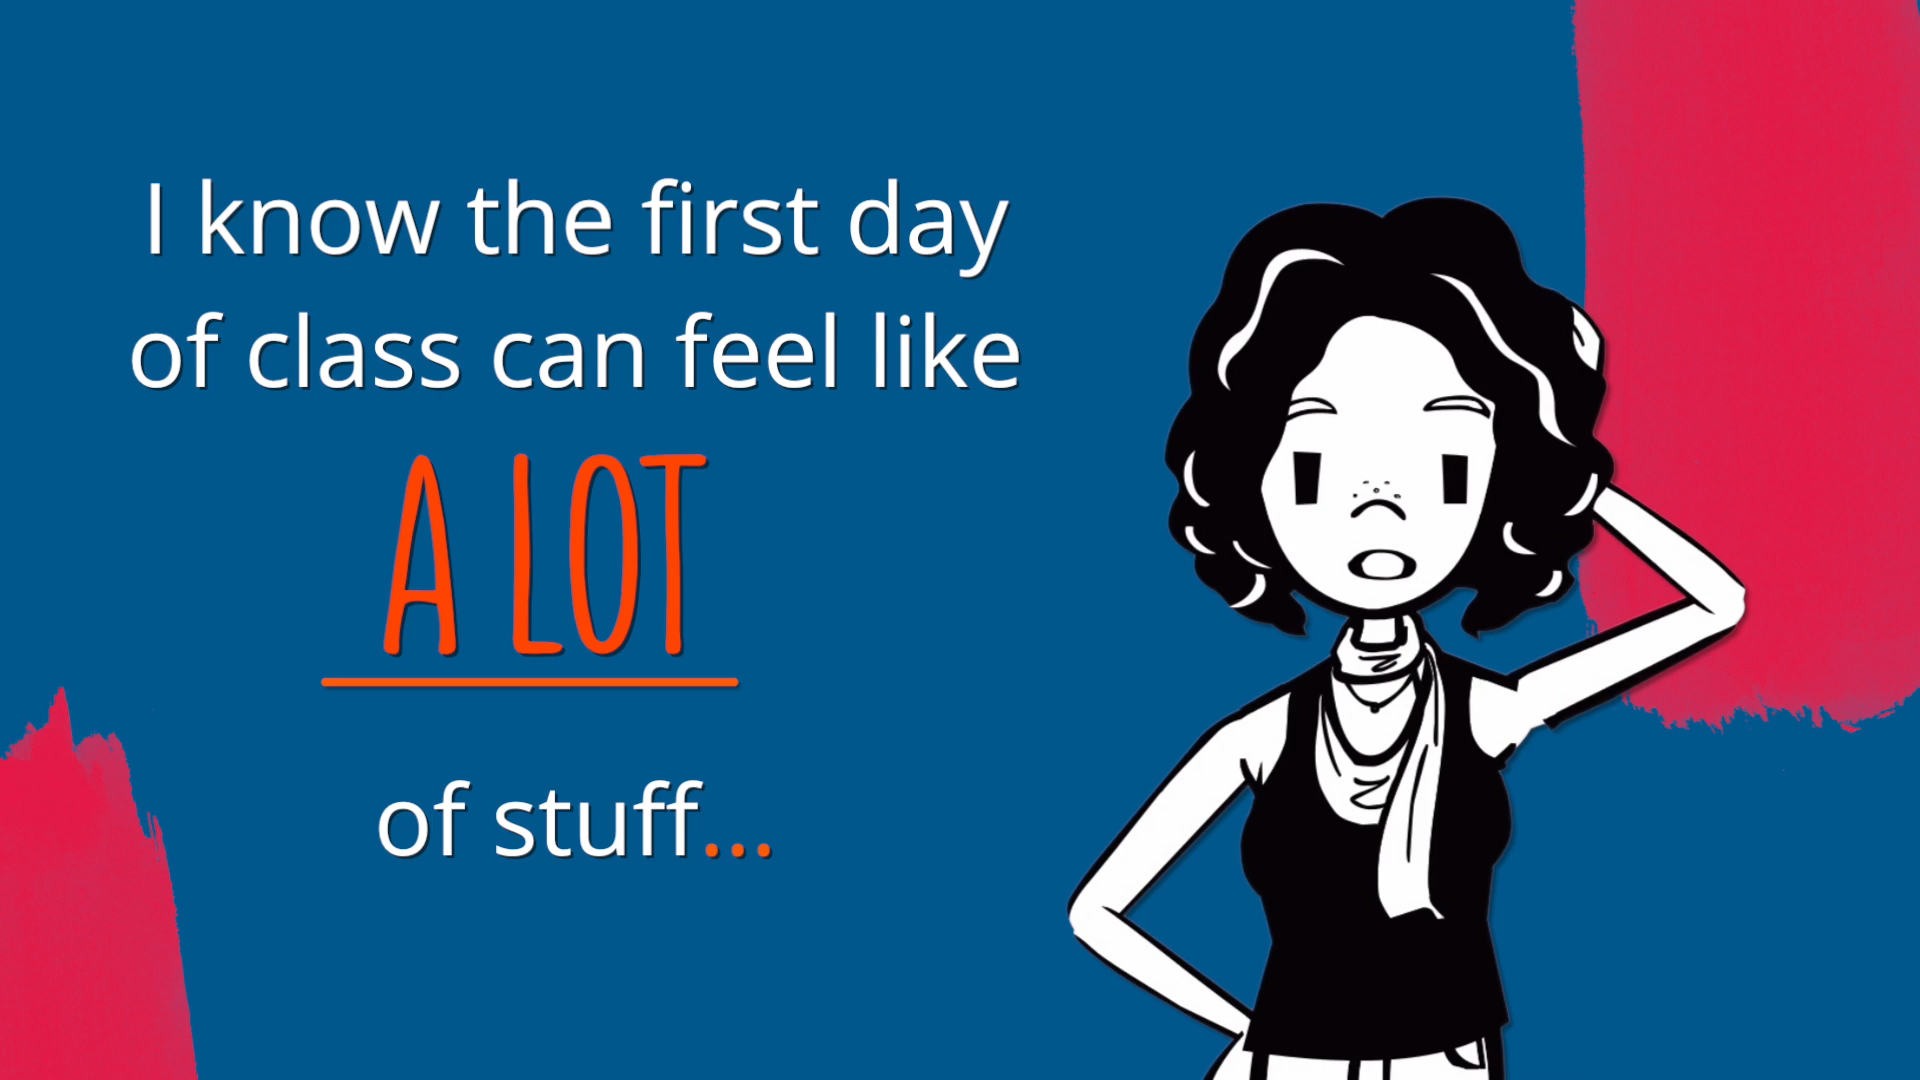 I know the first day
of class can feel like
A LOT
of stuff...